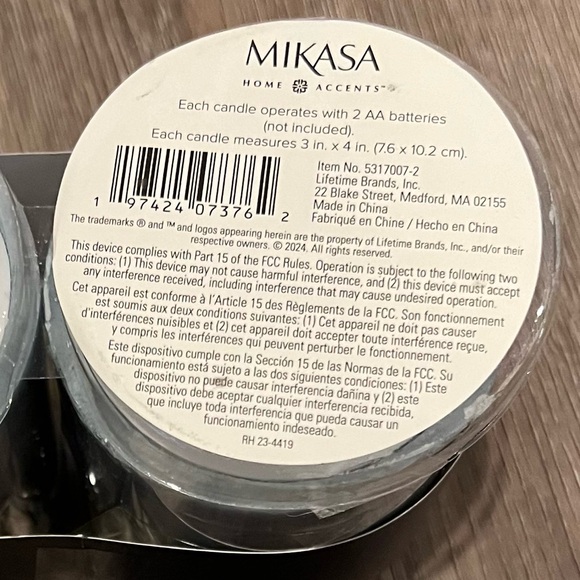 MIKASA
HOME ACCENTS™
Each candle operates with 2 AA batteries
(not included).
Each candle measures 3 in. x 4 in. (7.6 x 10.2 cm).
1 97424 07376 2
Item No. 5317007-2
Lifetime Brands, Inc.
22 Blake Street, Medford, MA 02155
Made in China
Fabriqué en Chine / Hecho en China
The trademarks ® and ™ and logos appearing herein are the property of Lifetime Brands, Inc., and/or their
respective owners. © 2024. All rights reserved.
This device complies with Part 15 of the FCC Rules. Operation is subject to the following two
conditions: (1) This device may not cause harmful interference, and (2) this device must accept
any interference received, including interference that may cause undesired operation.
Cet appareil est conforme à l'Article 15 des Règlements de la FCC. Son fonctionnement
est soumis aux deux conditions suivantes: (1) Cet appareil ne doit pas causer
d'interférences nuisibles et (2) cet appareil doit accepter toute interférence reçue,
y compris les interférences qui peuvent perturber le fonctionnement.
Este dispositivo cumple con la Sección 15 de las Normas de la FCC. Su
funcionamiento está sujeto a las dos siguientes condiciones: (1) Este
dispositivo no puede causar interferencia dañina y (2) este
dispositivo debe aceptar cualquier interferencia recibida,
que incluye toda interferencia que pueda causar un
funcionamiento indeseado.
RH 23-4419